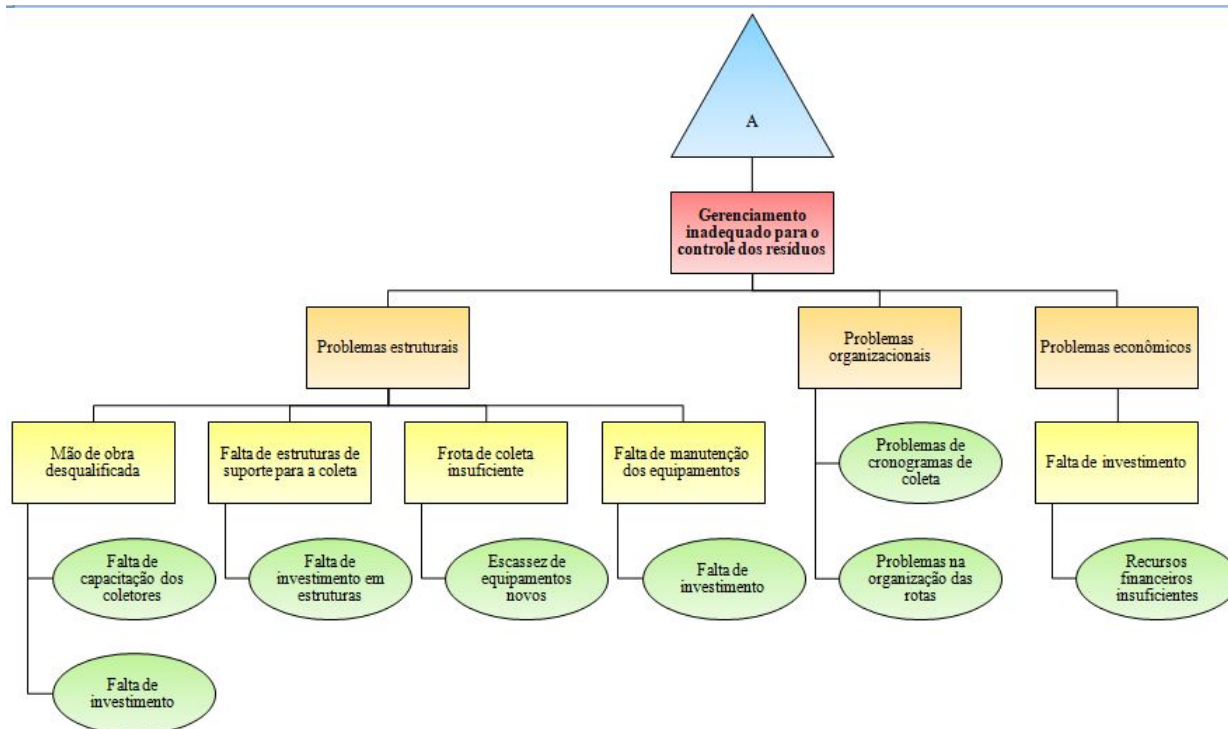 A
Gerenciamento
inadequado para o
controle dos resíduos
Problemas estruturais
Problemas
organizacionais
Problemas econômicos
Mão de obra
desqualificada
Falta de estruturas de
suporte para a coleta
Frota de coleta
insuficiente
Falta de manutenção
dos equipamentos
Problemas de
cronogramas de
coleta
Falta de investimento
Falta de
capacitação dos
coletores
Falta de
investimento em
estruturas
Escassez de
equipamentos
novos
Falta de
investimento
Problemas na
organização das
rotas
Recursos
financeiros
insuficientes
Falta de
investimento